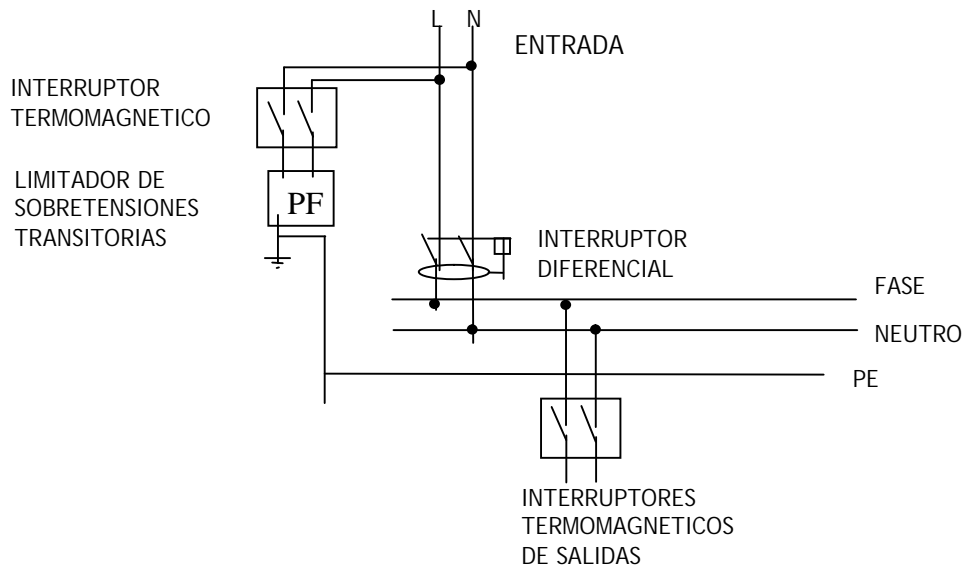 L N
ENTRADA
INTERRUPTOR
TERMOMAGNETICO
LIMITADOR DE
SOBRETENSIONES
TRANSITORIAS
PF
INTERRUPTOR
DIFERENCIAL
FASE
NEUTRO
PE
INTERRUPTORES
TERMOMAGNETICOS
DE SALIDAS